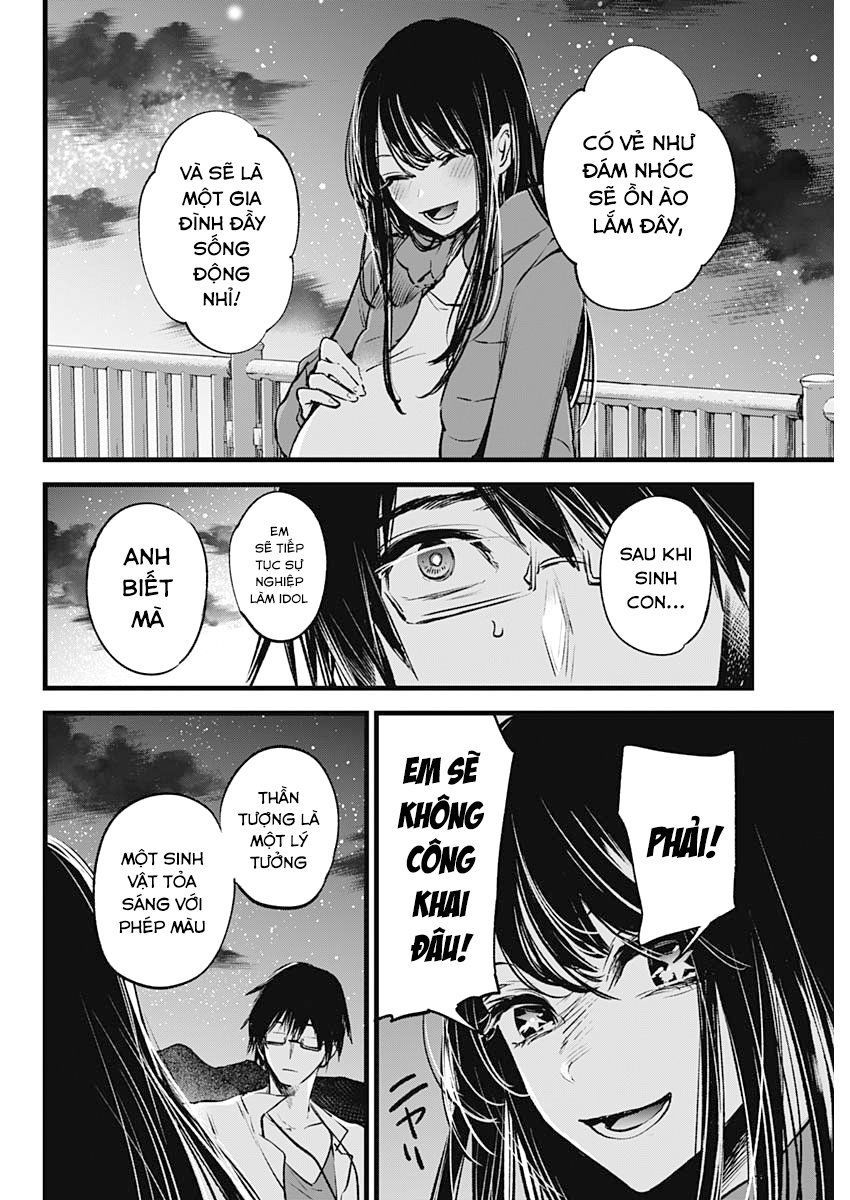 CÓ VẺ NHƯ
ĐÁM NHÓC
SẼ ỒN ÀO
LẮM ĐÂY,
VÀ SẼ LÀ
MỘT GIA
ĐÌNH ĐẦY
SỐNG
ĐỘNG
NHỈ!
SAU KHI
SINH
CON...
EM
SẼ TIẾP
TỤC SỰ
NGHIỆP
LÀM IDOL
ANH
BIẾT
MÀ
PHẢI!
EM SẼ
KHÔNG
CÔNG
KHAI
ĐÂU!
ニヤリ
THẦN
TƯỢNG LÀ
MỘT LÝ
TƯỞNG
MỘT SINH
VẬT TỎA
SÁNG VỚI
PHÉP MÀU